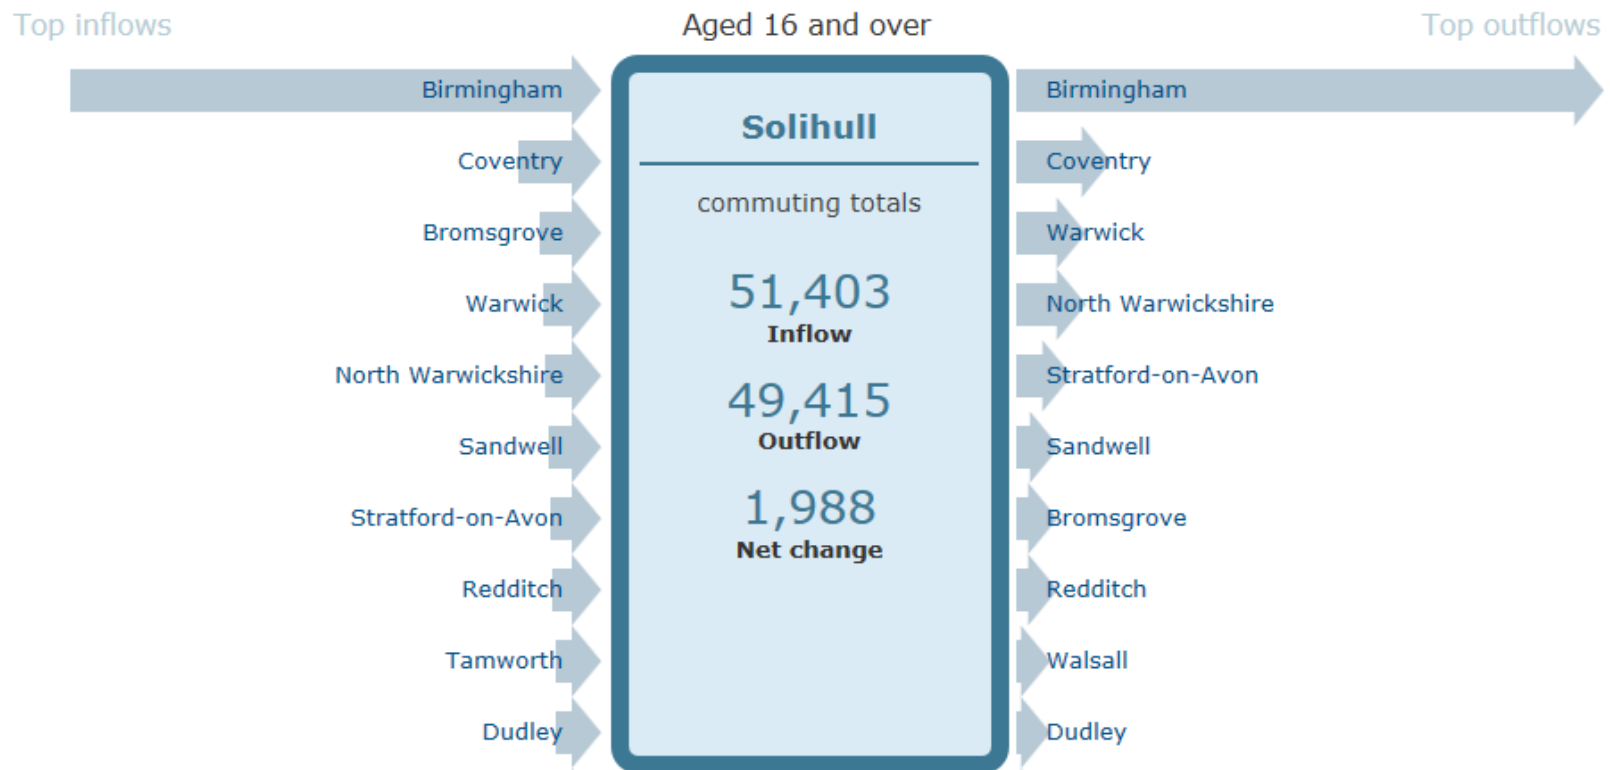 Top inflows
Aged 16 and over
Top outflows
Birmingham
Coventry
Bromsgrove
Warwick
North Warwickshire
Sandwell
Stratford-on-Avon
Redditch
Tamworth
Dudley
Solihull
commuting totals
51,403
Inflow
49,415
Outflow
1,988
Net change
Birmingham
Coventry
Warwick
North Warwickshire
Stratford-on-Avon
Sandwell
Bromsgrove
Redditch
Walsall
Dudley